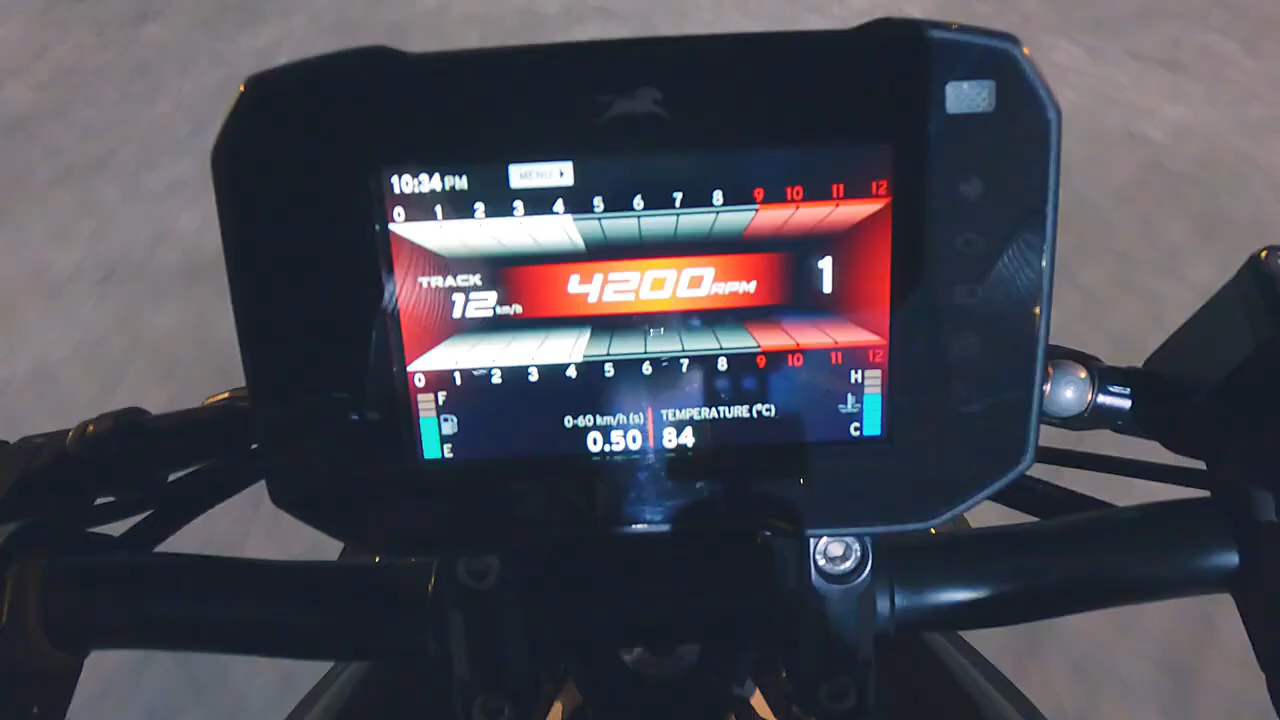 10:34 PM MENU
0 1 2 3 4 5 6 7 8 9 10 11 12
TRACK
12 km/h
4200 RPM
1
0 1 2 3 4 5 6 7 8 9 10 11 12
F
E
0-60 km/h (s)
0.50
TEMPERATURE (°C)
84
H
C